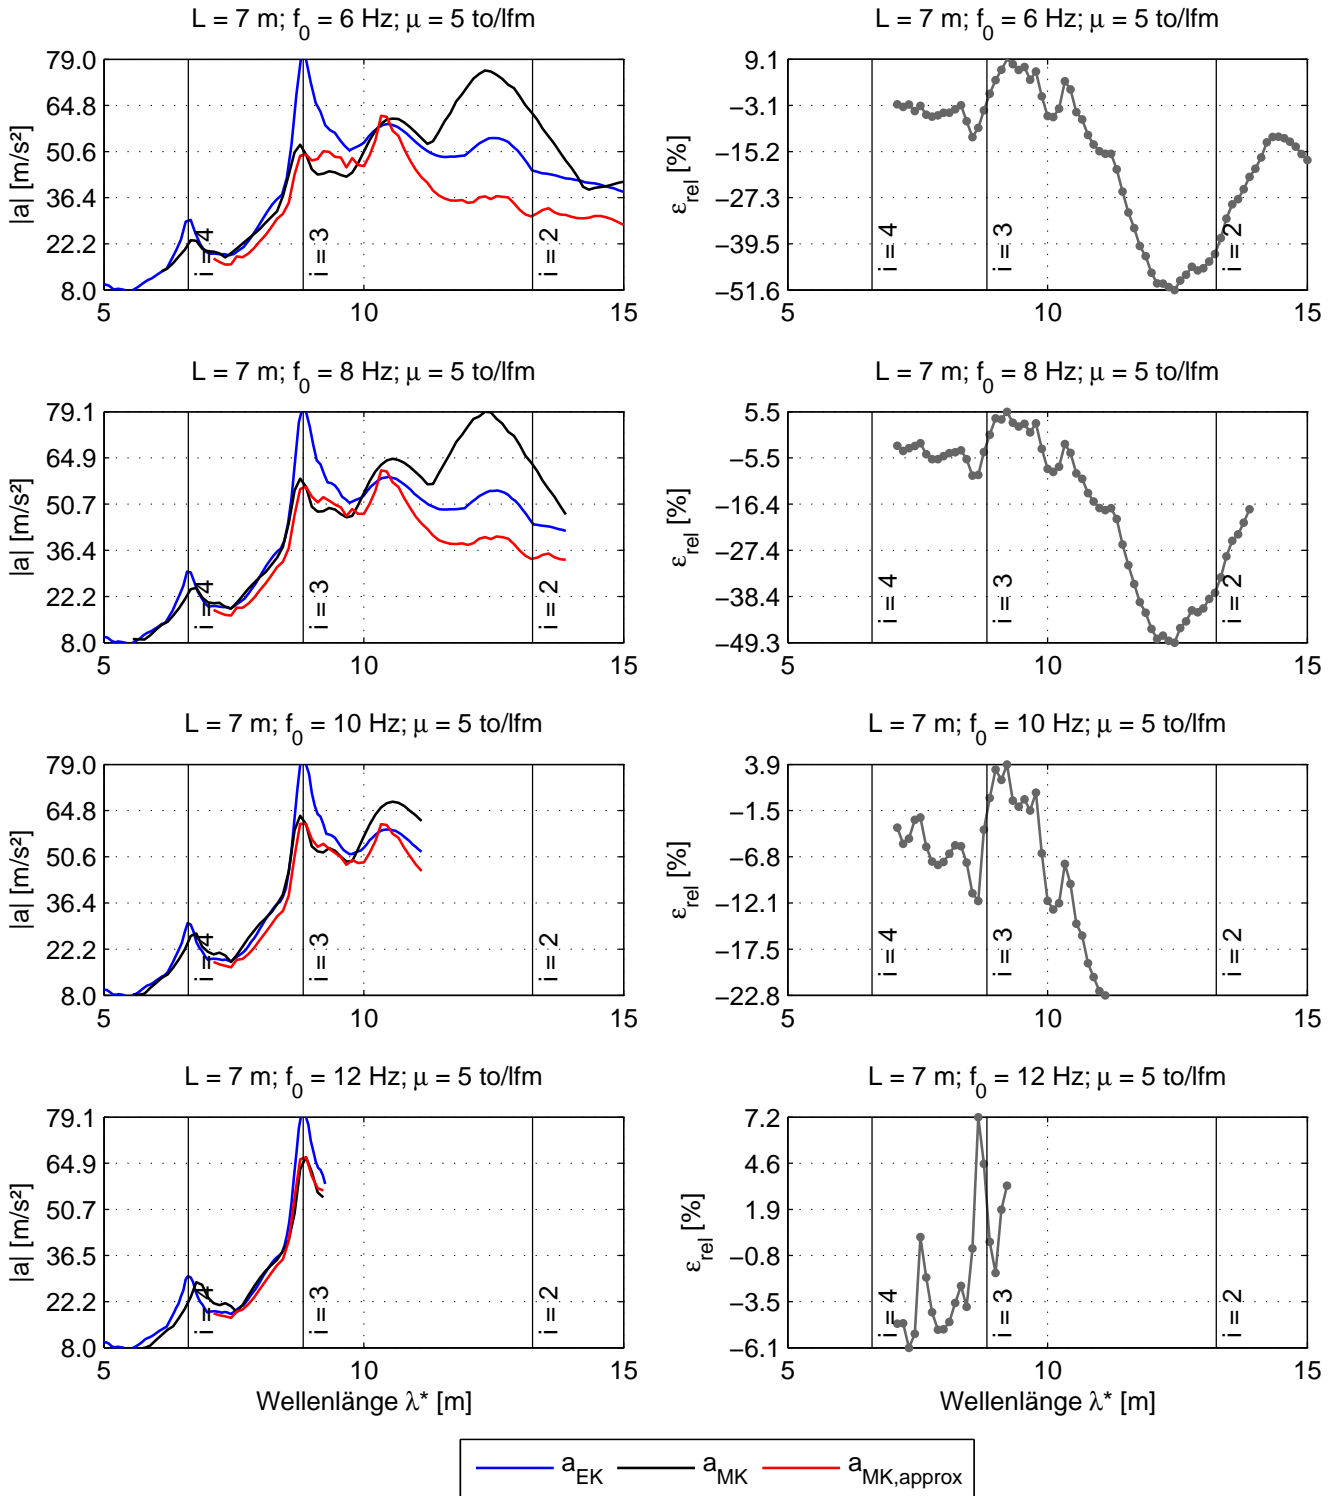 L = 7 m; f0 = 6 Hz; μ = 5 to/lfm
|a| [m/s²]
79.0
64.8
50.6
36.4
22.2
8.0
i = 4
i = 3
i = 2
5
10
15
L = 7 m; f0 = 6 Hz; μ = 5 to/lfm
εrel [%]
9.1
−3.1
−15.2
−27.3
−39.5
−51.6
i = 4
i = 3
i = 2
5
10
15
L = 7 m; f0 = 8 Hz; μ = 5 to/lfm
|a| [m/s²]
79.1
64.9
50.7
36.4
22.2
8.0
i = 4
i = 3
i = 2
5
10
15
L = 7 m; f0 = 8 Hz; μ = 5 to/lfm
εrel [%]
5.5
−5.5
−16.4
−27.4
−38.4
−49.3
i = 4
i = 3
i = 2
5
10
15
L = 7 m; f0 = 10 Hz; μ = 5 to/lfm
|a| [m/s²]
79.0
64.8
50.6
36.4
22.2
8.0
i = 4
i = 3
i = 2
5
10
15
L = 7 m; f0 = 10 Hz; μ = 5 to/lfm
εrel [%]
3.9
−1.5
−6.8
−12.1
−17.5
−22.8
i = 4
i = 3
i = 2
5
10
15
L = 7 m; f0 = 12 Hz; μ = 5 to/lfm
|a| [m/s²]
79.1
64.9
50.7
36.5
22.2
8.0
i = 4
i = 3
i = 2
5
10
15
Wellenlänge λ* [m]
L = 7 m; f0 = 12 Hz; μ = 5 to/lfm
εrel [%]
7.2
4.6
1.9
−0.8
−3.5
−6.1
i = 4
i = 3
i = 2
5
10
15
Wellenlänge λ* [m]
aEK aMK aMK,approx